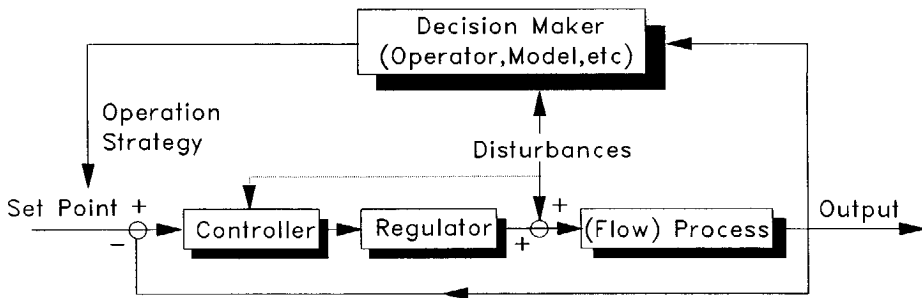 Decision Maker
(Operator,Model,etc)
Operation
Strategy
Disturbances
Set Point +
+
Output
Controller
Regulator
(Flow) Process
−
+